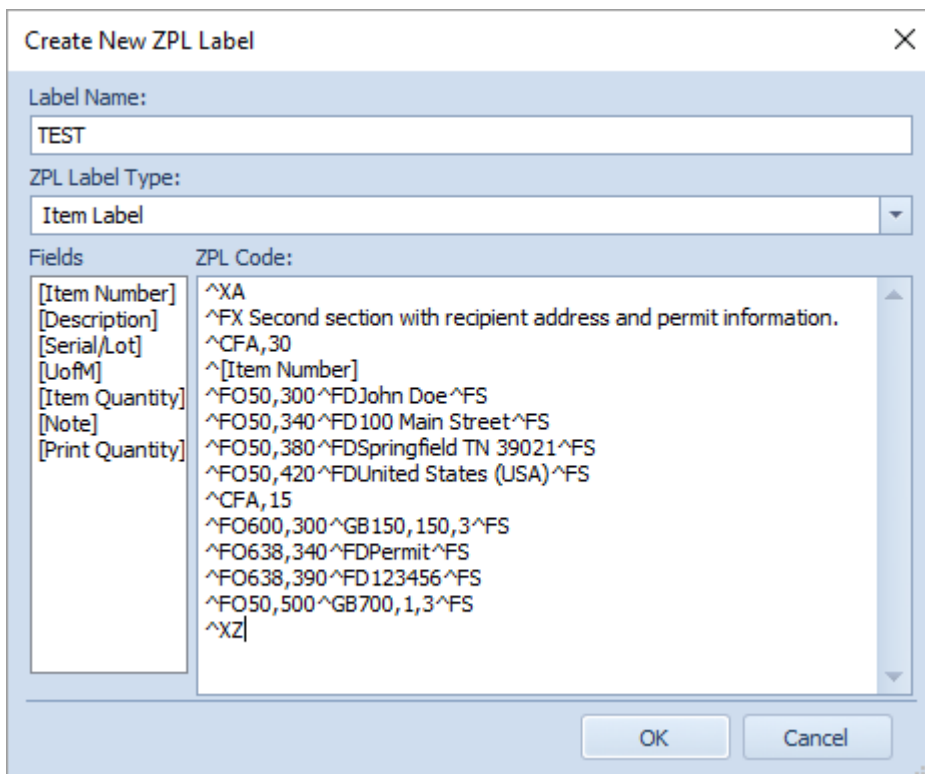 Create New ZPL Label
Label Name:
TEST
ZPL Label Type:
Item Label
Fields
[Item Number]
[Description]
[Serial/Lot]
[UofM]
[Item Quantity]
[Note]
[Print Quantity]
ZPL Code:
^XA
^FX Second section with recipient address and permit information.
^CFA,30
^[Item Number]
^FO50,300^FDJohn Doe^FS
^FO50,340^FD100 Main Street^FS
^FO50,380^FDSpringfield TN 39021^FS
^FO50,420^FDUnited States (USA)^FS
^CFA,15
^FO600,300^GB150,150,3^FS
^FO638,340^FDPermit^FS
^FO638,390^FD123456^FS
^FO50,500^GB700,1,3^FS
^XZ
OK
Cancel